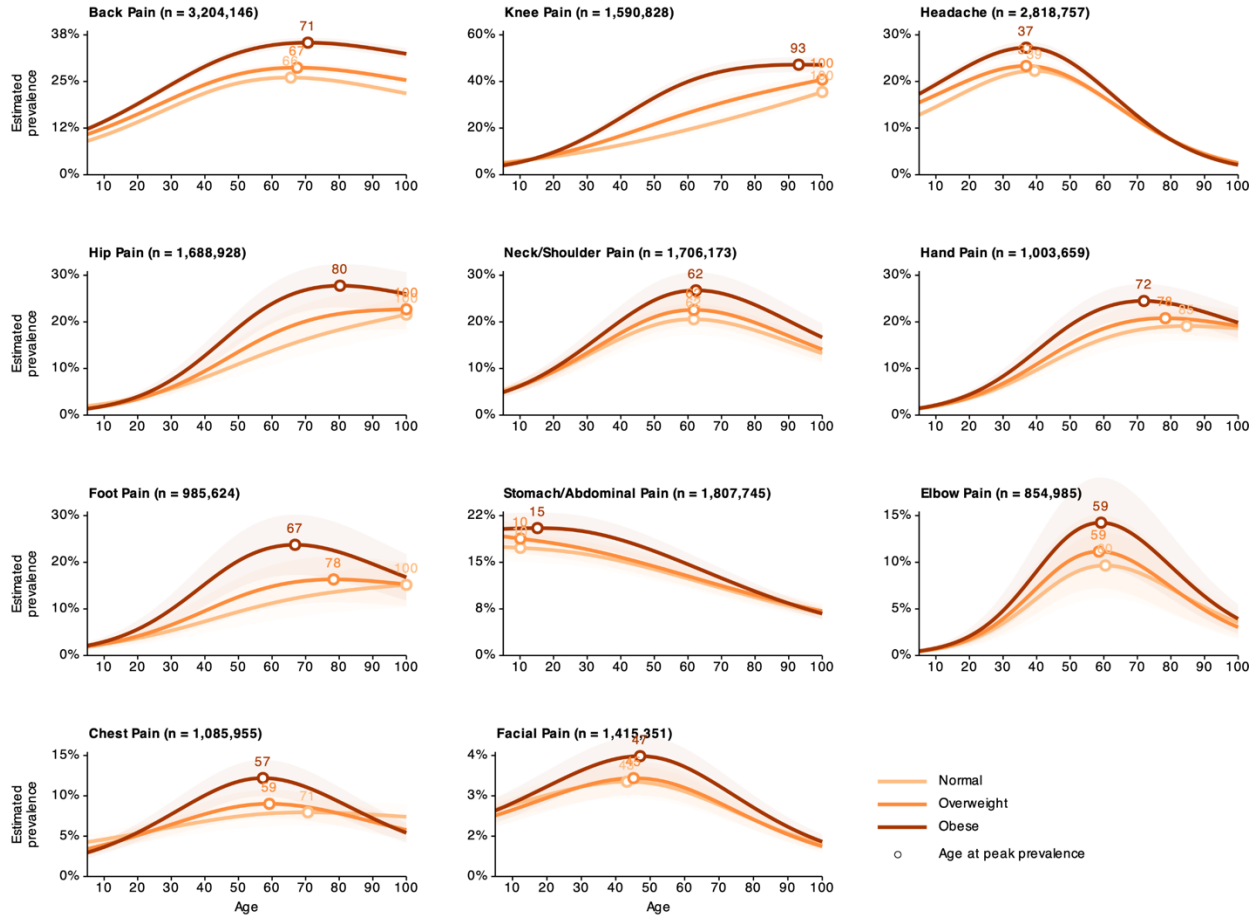 Back Pain (n = 3,204,146)
38%
25%
12%
0%
Estimated
prevalence
71
67
66
10 20 30 40 50 60 70 80 90 100
Knee Pain (n = 1,590,828)
60%
40%
20%
0%
93
100
100
10 20 30 40 50 60 70 80 90 100
Headache (n = 2,818,757)
30%
20%
10%
0%
37
39
10 20 30 40 50 60 70 80 90 100
Hip Pain (n = 1,688,928)
30%
20%
10%
0%
Estimated
prevalence
80
100
100
10 20 30 40 50 60 70 80 90 100
Neck/Shoulder Pain (n = 1,706,173)
30%
20%
10%
0%
62
10 20 30 40 50 60 70 80 90 100
Hand Pain (n = 1,003,659)
30%
20%
10%
0%
72
78
85
10 20 30 40 50 60 70 80 90 100
Foot Pain (n = 985,624)
30%
20%
10%
0%
Estimated
prevalence
67
78
100
10 20 30 40 50 60 70 80 90 100
Stomach/Abdominal Pain (n = 1,807,745)
22%
15%
8%
0%
15
10
10 20 30 40 50 60 70 80 90 100
Elbow Pain (n = 854,985)
15%
10%
5%
0%
59
59
60
10 20 30 40 50 60 70 80 90 100
Chest Pain (n = 1,085,955)
15%
10%
5%
0%
Estimated
prevalence
57
59
71
10 20 30 40 50 60 70 80 90 100
Age
Facial Pain (n = 1,415,351)
4%
3%
2%
0%
47
10 20 30 40 50 60 70 80 90 100
Age
Normal
Overweight
Obese
Age at peak prevalence